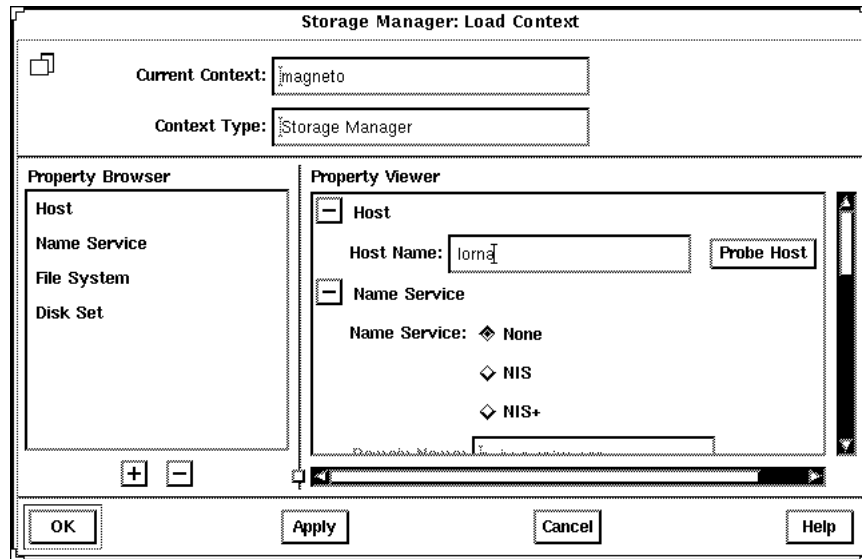 Storage Manager: Load Context
Current Context: magneto
Context Type: Storage Manager
Property Browser
Host
Name Service
File System
Disk Set
Property Viewer
Host
Host Name: lorna
Probe Host
Name Service
Name Service: None
NIS
NIS+
OK
Apply
Cancel
Help